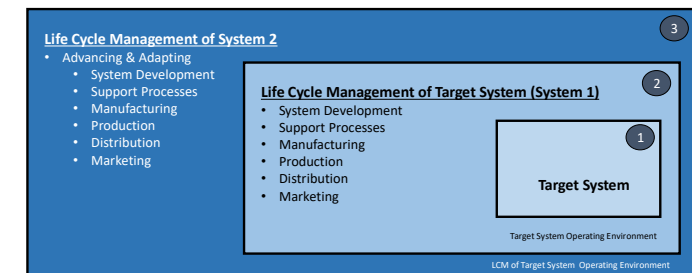 3
Life Cycle Management of System 2
• Advancing & Adapting
• System Development
• Support Processes
• Manufacturing
• Production
• Distribution
• Marketing
2
Life Cycle Management of Target System (System 1)
• System Development
• Support Processes
• Manufacturing
• Production
• Distribution
• Marketing
1
Target System
Target System Operating Environment
LCM of Target System Operating Environment